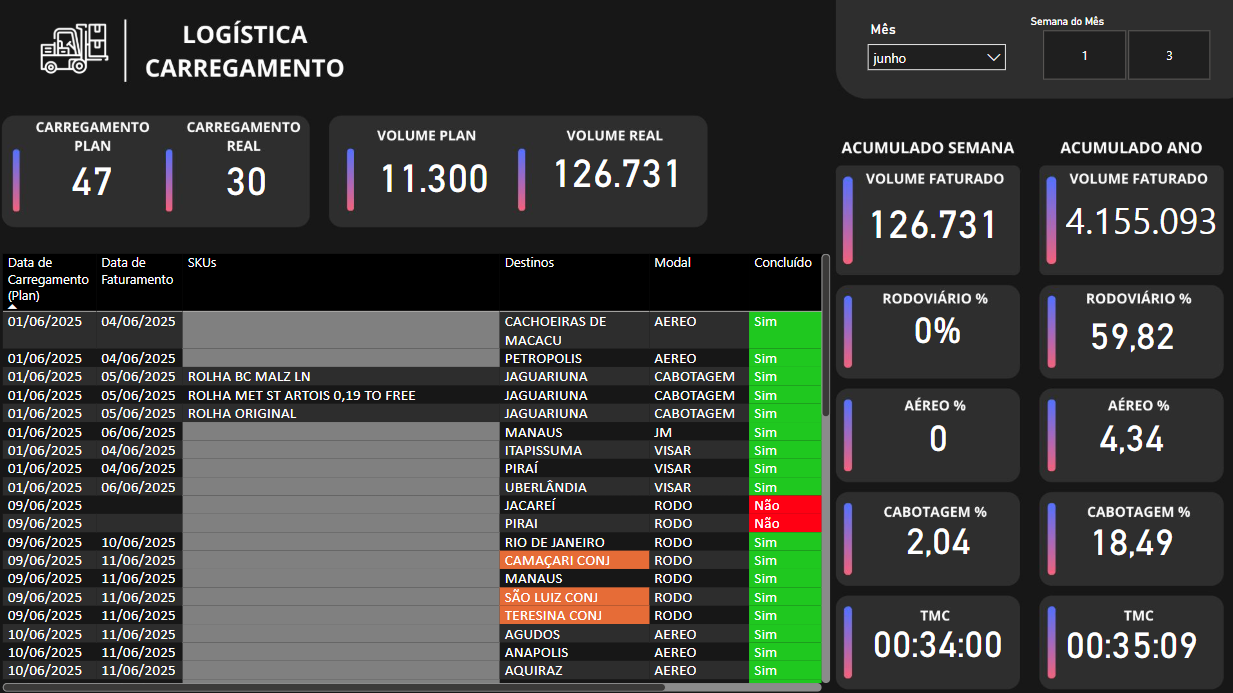 LOGÍSTICA
CARREGAMENTO
Mês
junho
Semana do Mês
1
3
CARREGAMENTO
PLAN
47
CARREGAMENTO
REAL
30
VOLUME PLAN
11.300
VOLUME REAL
126.731
ACUMULADO SEMANA
VOLUME FATURADO
126.731
RODOVIÁRIO %
0%
AÉREO %
0
CABOTAGEM %
2,04
TMC
00:34:00
ACUMULADO ANO
VOLUME FATURADO
4.155.093
RODOVIÁRIO %
59,82
AÉREO %
4,34
CABOTAGEM %
18,49
TMC
00:35:09
Data de
Carregamento
(Plan)
Data de
Faturamento
SKUs
Destinos
Modal
Concluído
01/06/2025 04/06/2025 CACHOEIRAS DE AEREO Sim
MACACU
01/06/2025 04/06/2025 PETROPOLIS AEREO Sim
01/06/2025 05/06/2025 ROLHA BC MALZ LN JAGUARIUNA CABOTAGEM Sim
01/06/2025 05/06/2025 ROLHA MET ST ARTOIS 0,19 TO FREE JAGUARIUNA CABOTAGEM Sim
01/06/2025 05/06/2025 ROLHA ORIGINAL JAGUARIUNA CABOTAGEM Sim
01/06/2025 06/06/2025 MANAUS JM Sim
01/06/2025 04/06/2025 ITAPISSUMA VISAR Sim
01/06/2025 04/06/2025 PIRAÍ VISAR Sim
01/06/2025 06/06/2025 UBERLÂNDIA VISAR Sim
09/06/2025 JACAREÍ RODO Não
09/06/2025 PIRAI RODO Não
09/06/2025 10/06/2025 RIO DE JANEIRO RODO Sim
09/06/2025 11/06/2025 CAMAÇARI CONJ RODO Sim
09/06/2025 11/06/2025 MANAUS RODO Sim
09/06/2025 11/06/2025 SÃO LUIZ CONJ RODO Sim
09/06/2025 11/06/2025 TERESINA CONJ RODO Sim
10/06/2025 11/06/2025 AGUDOS AEREO Sim
10/06/2025 11/06/2025 ANAPOLIS AEREO Sim
10/06/2025 11/06/2025 AQUIRAZ AEREO Sim